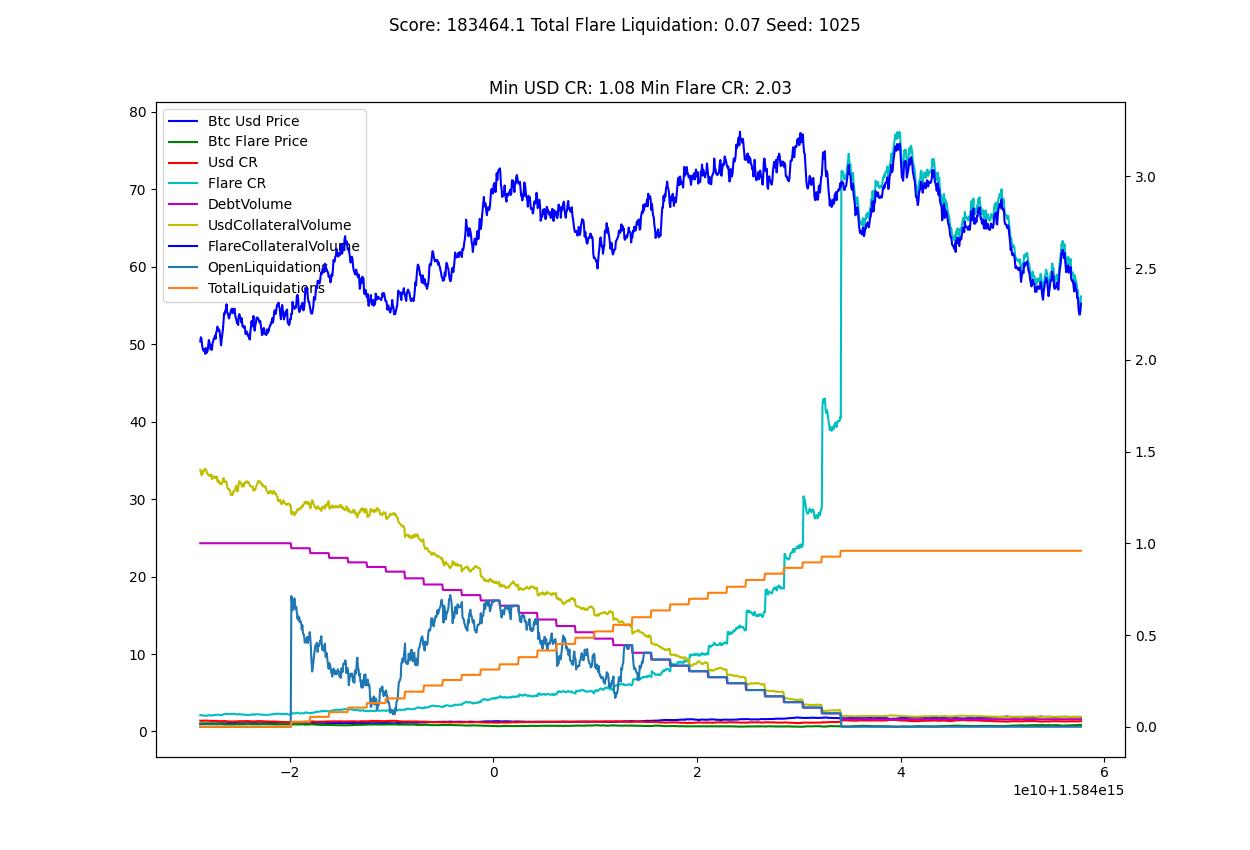 Score: 183464.1 Total Flare Liquidation: 0.07 Seed: 1025
Min USD CR: 1.08 Min Flare CR: 2.03
Btc Usd Price
Btc Flare Price
Usd CR
Flare CR
DebtVolume
UsdCollateralVolume
FlareCollateralVolume
OpenLiquidations
TotalLiquidations
80
70
60
50
40
30
20
10
0
3.0
2.5
2.0
1.5
1.0
0.5
0.0
−2
0
2
4
6
1e10+1.584e15